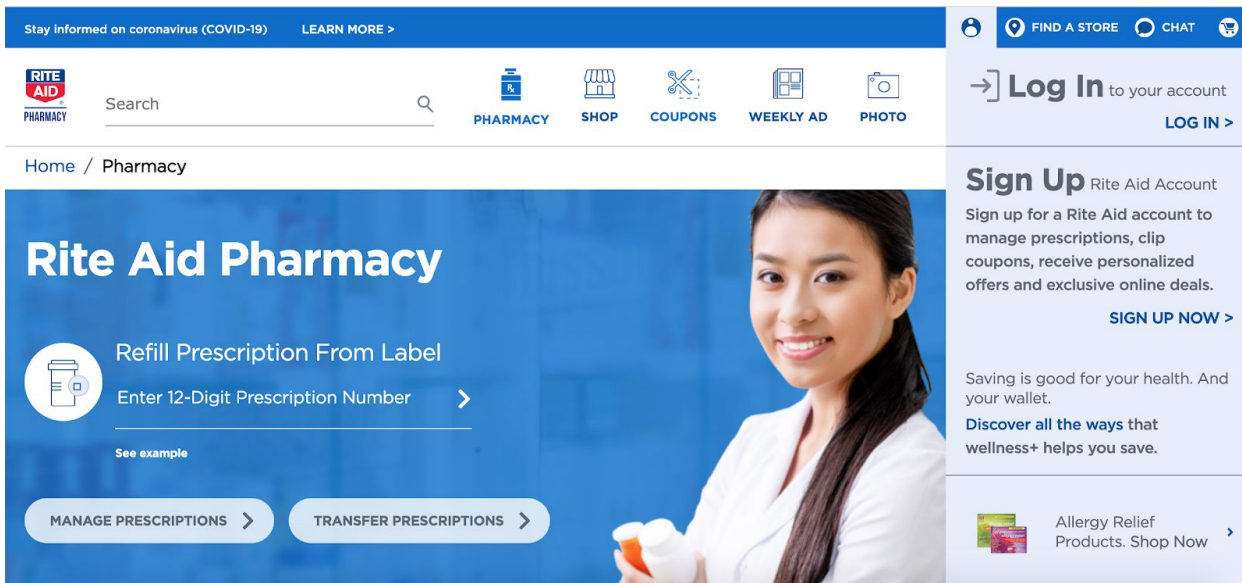 Stay informed on coronavirus (COVID-19) LEARN MORE >
FIND A STORE CHAT
RITE
AID
PHARMACY
Search
PHARMACY SHOP COUPONS WEEKLY AD PHOTO
Log In to your account
LOG IN >
Home / Pharmacy
Rite Aid Pharmacy
Refill Prescription From Label
Enter 12-Digit Prescription Number
See example
MANAGE PRESCRIPTIONS TRANSFER PRESCRIPTIONS
Sign Up Rite Aid Account
Sign up for a Rite Aid account to
manage prescriptions, clip
coupons, receive personalized
offers and exclusive online deals.
SIGN UP NOW >
Saving is good for your health. And
your wallet.
Discover all the ways that
wellness+ helps you save.
Allergy Relief
Products. Shop Now